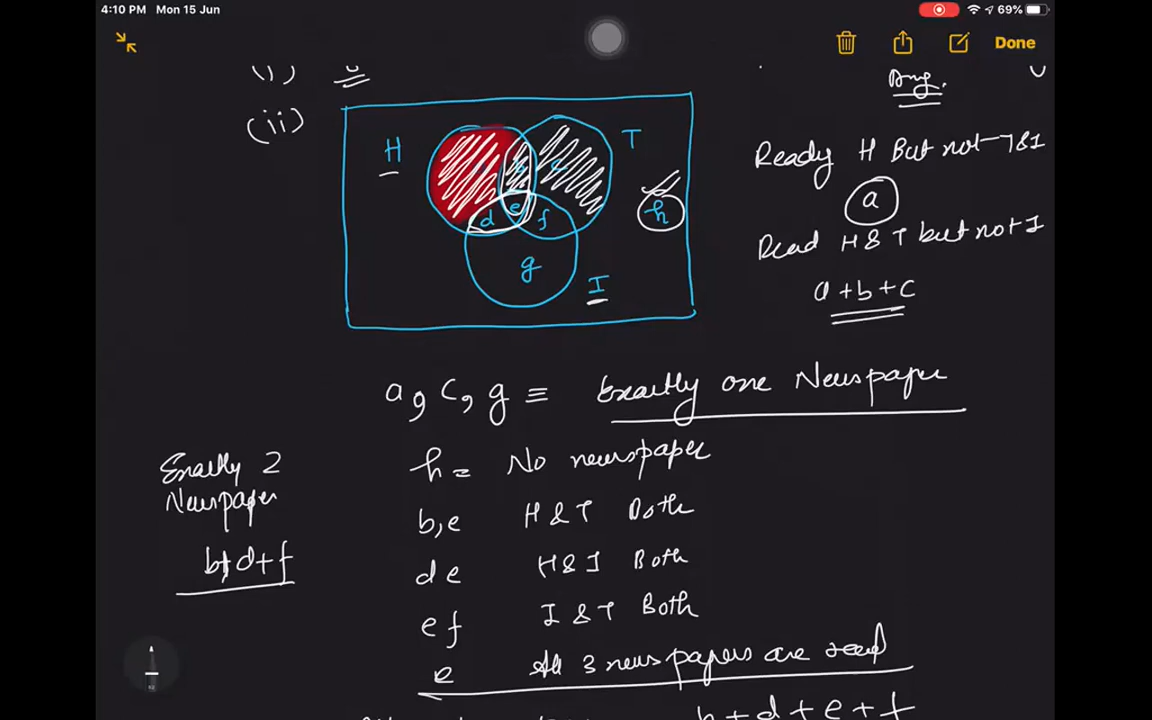 4:10 PM Mon 15 Jun
69%
Done
(i)
(ii)
H
T
d
e
f
g
h
I
Ans.
Ready H But not T & I
a
Read H & T but not I
a + b + c
a, c, g ≡ Exactly one Newspaper
h = No newspaper
b, e H & T Both
d e H & I Both
e f I & T Both
e All 3 newspapers are read
Exactly 2
Newspaper
b + d + f
b + d + e + f